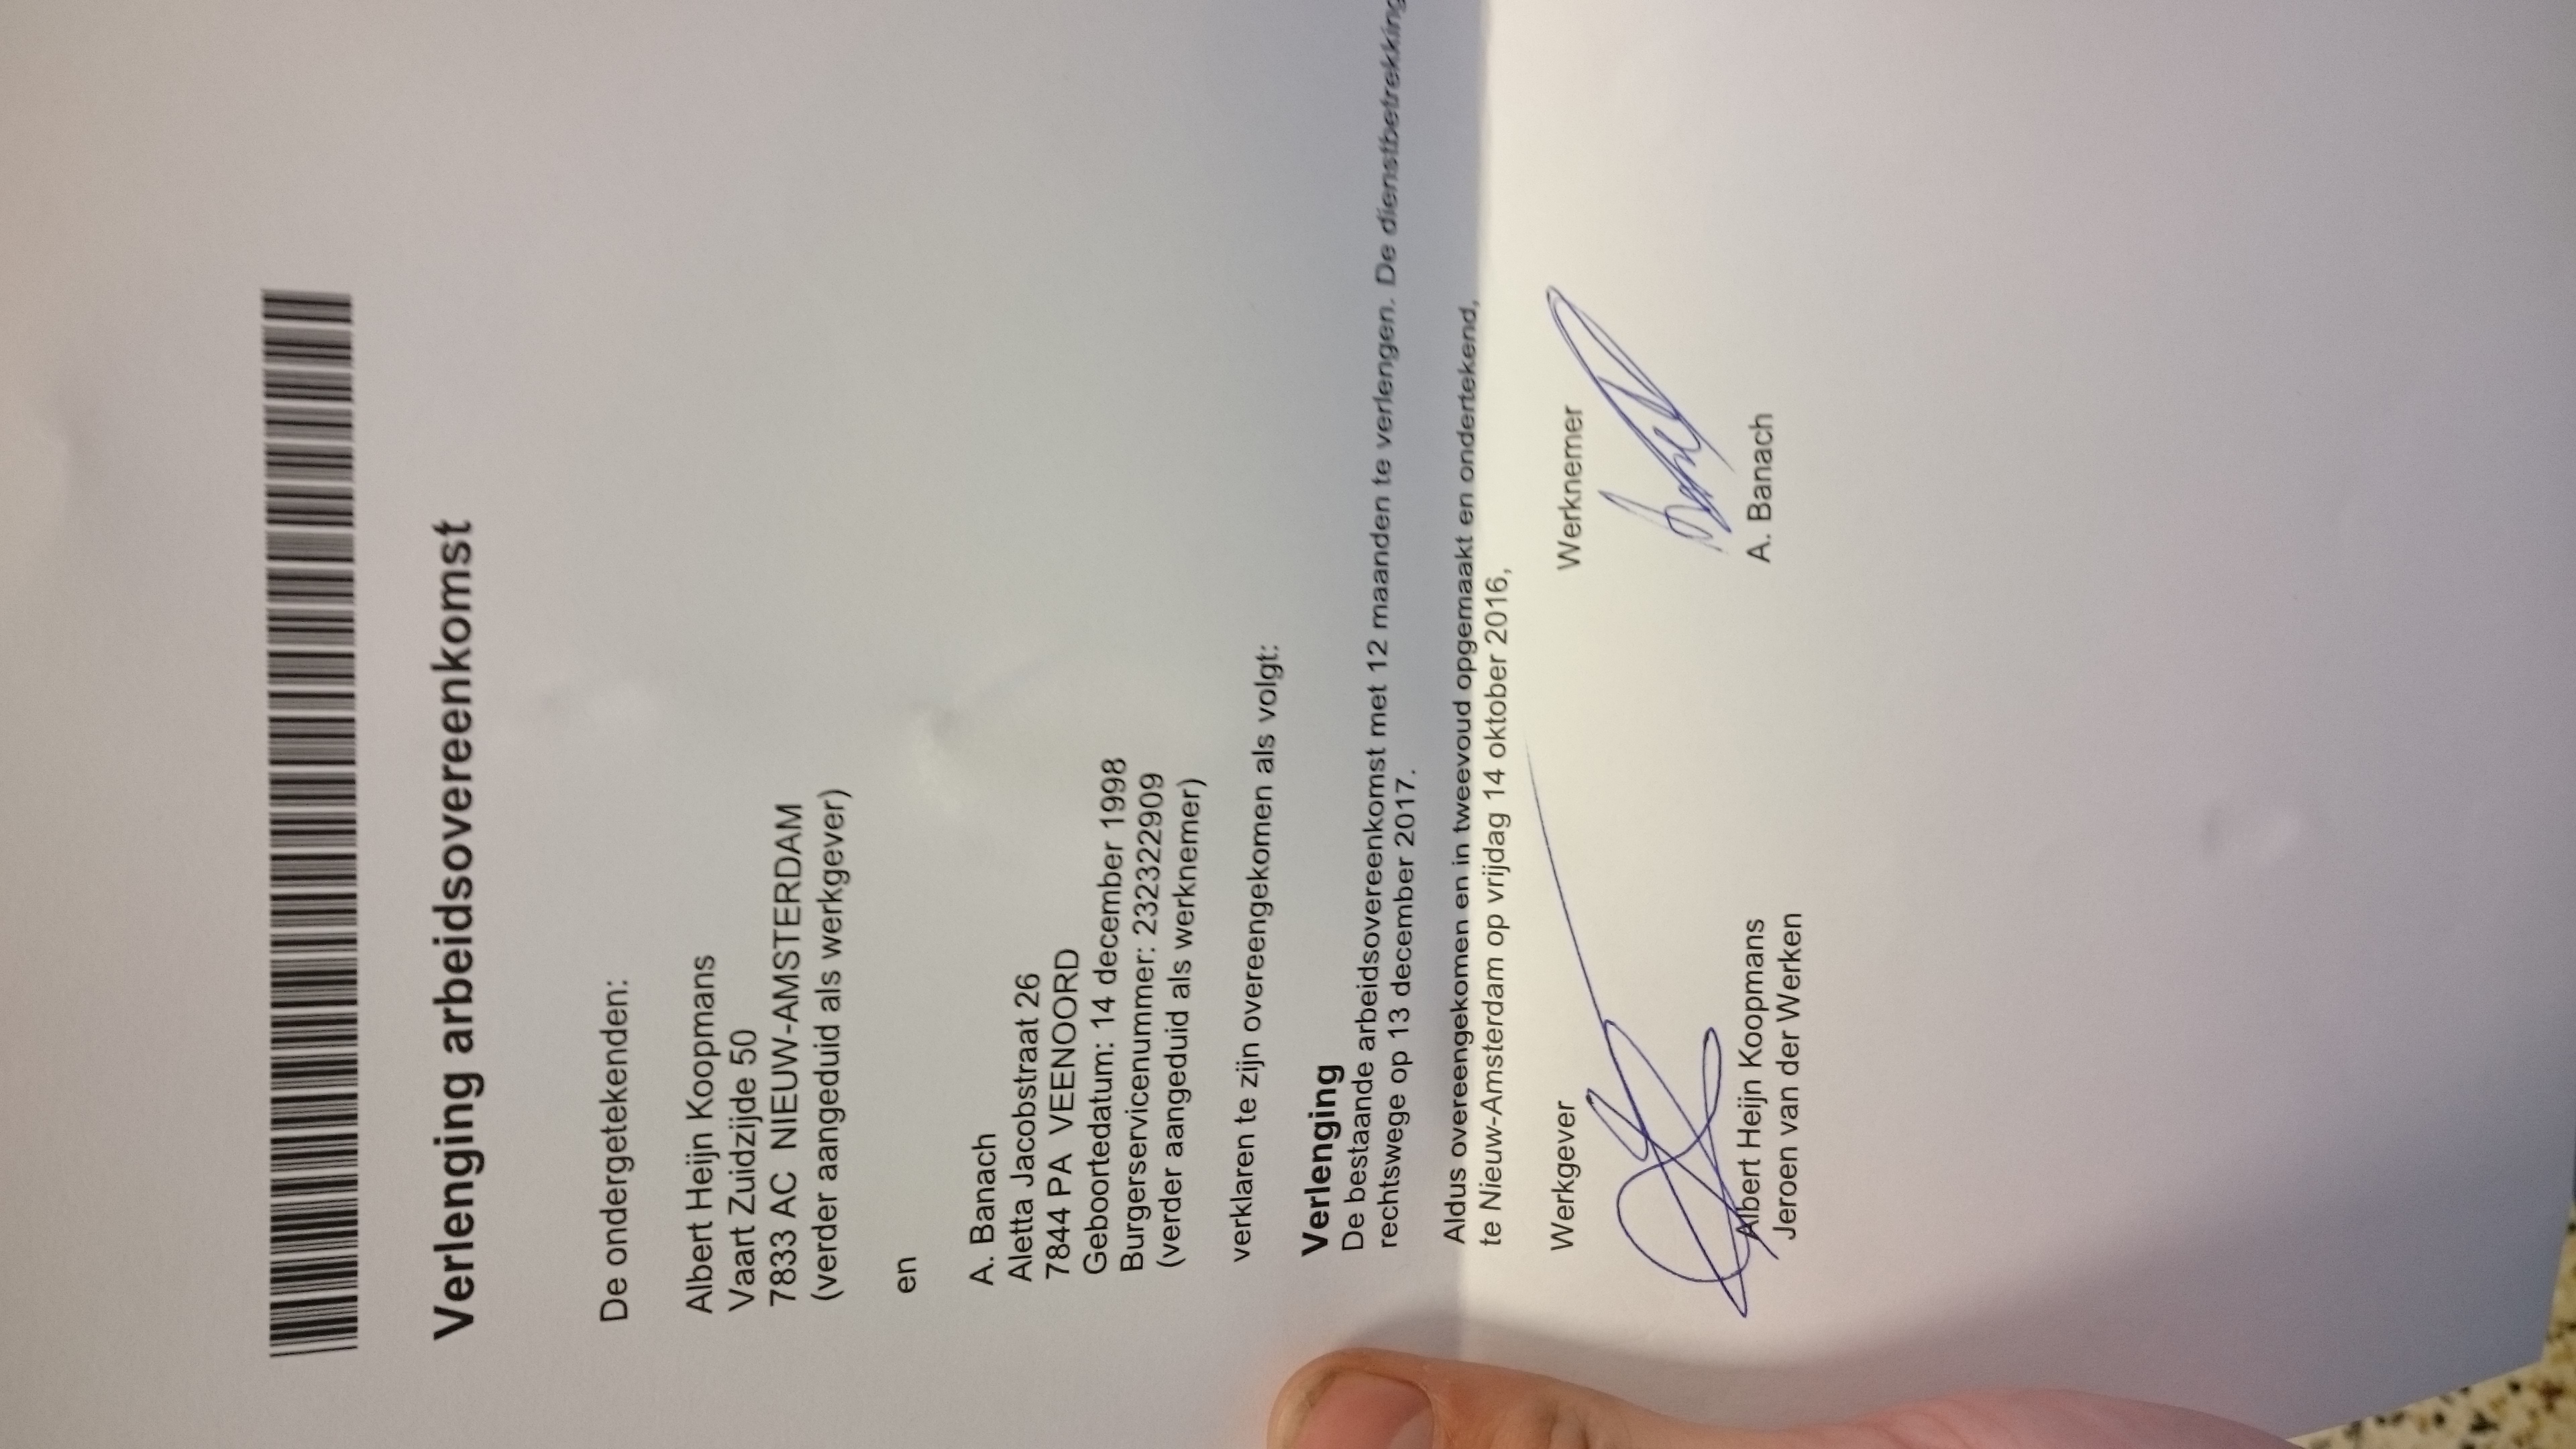 Verlenging arbeidsovereenkomst
De ondergetekenden:
Albert Heijn Koopmans
Vaart Zuidzijde 50
7833 AC NIEUW-AMSTERDAM
(verder aangeduid als werkgever)
en
A. Banach
Aletta Jacobstraat 26
7844 PA VEENOORD
Geboortedatum: 14 december 1998
Burgerservicenummer: 232322909
(verder aangeduid als werknemer)
verklaren te zijn overeengekomen als volgt:
Verlenging
De bestaande arbeidsovereenkomst met 12 maanden te verlengen. De dienstbetrekking
rechtswege op 13 december 2017.
Aldus overeengekomen en in tweevoud opgemaakt en ondertekend,
te Nieuw-Amsterdam op vrijdag 14 oktober 2016,
Werkgever
Werknemer
Albert Heijn Koopmans
Jeroen van der Werken
A. Banach